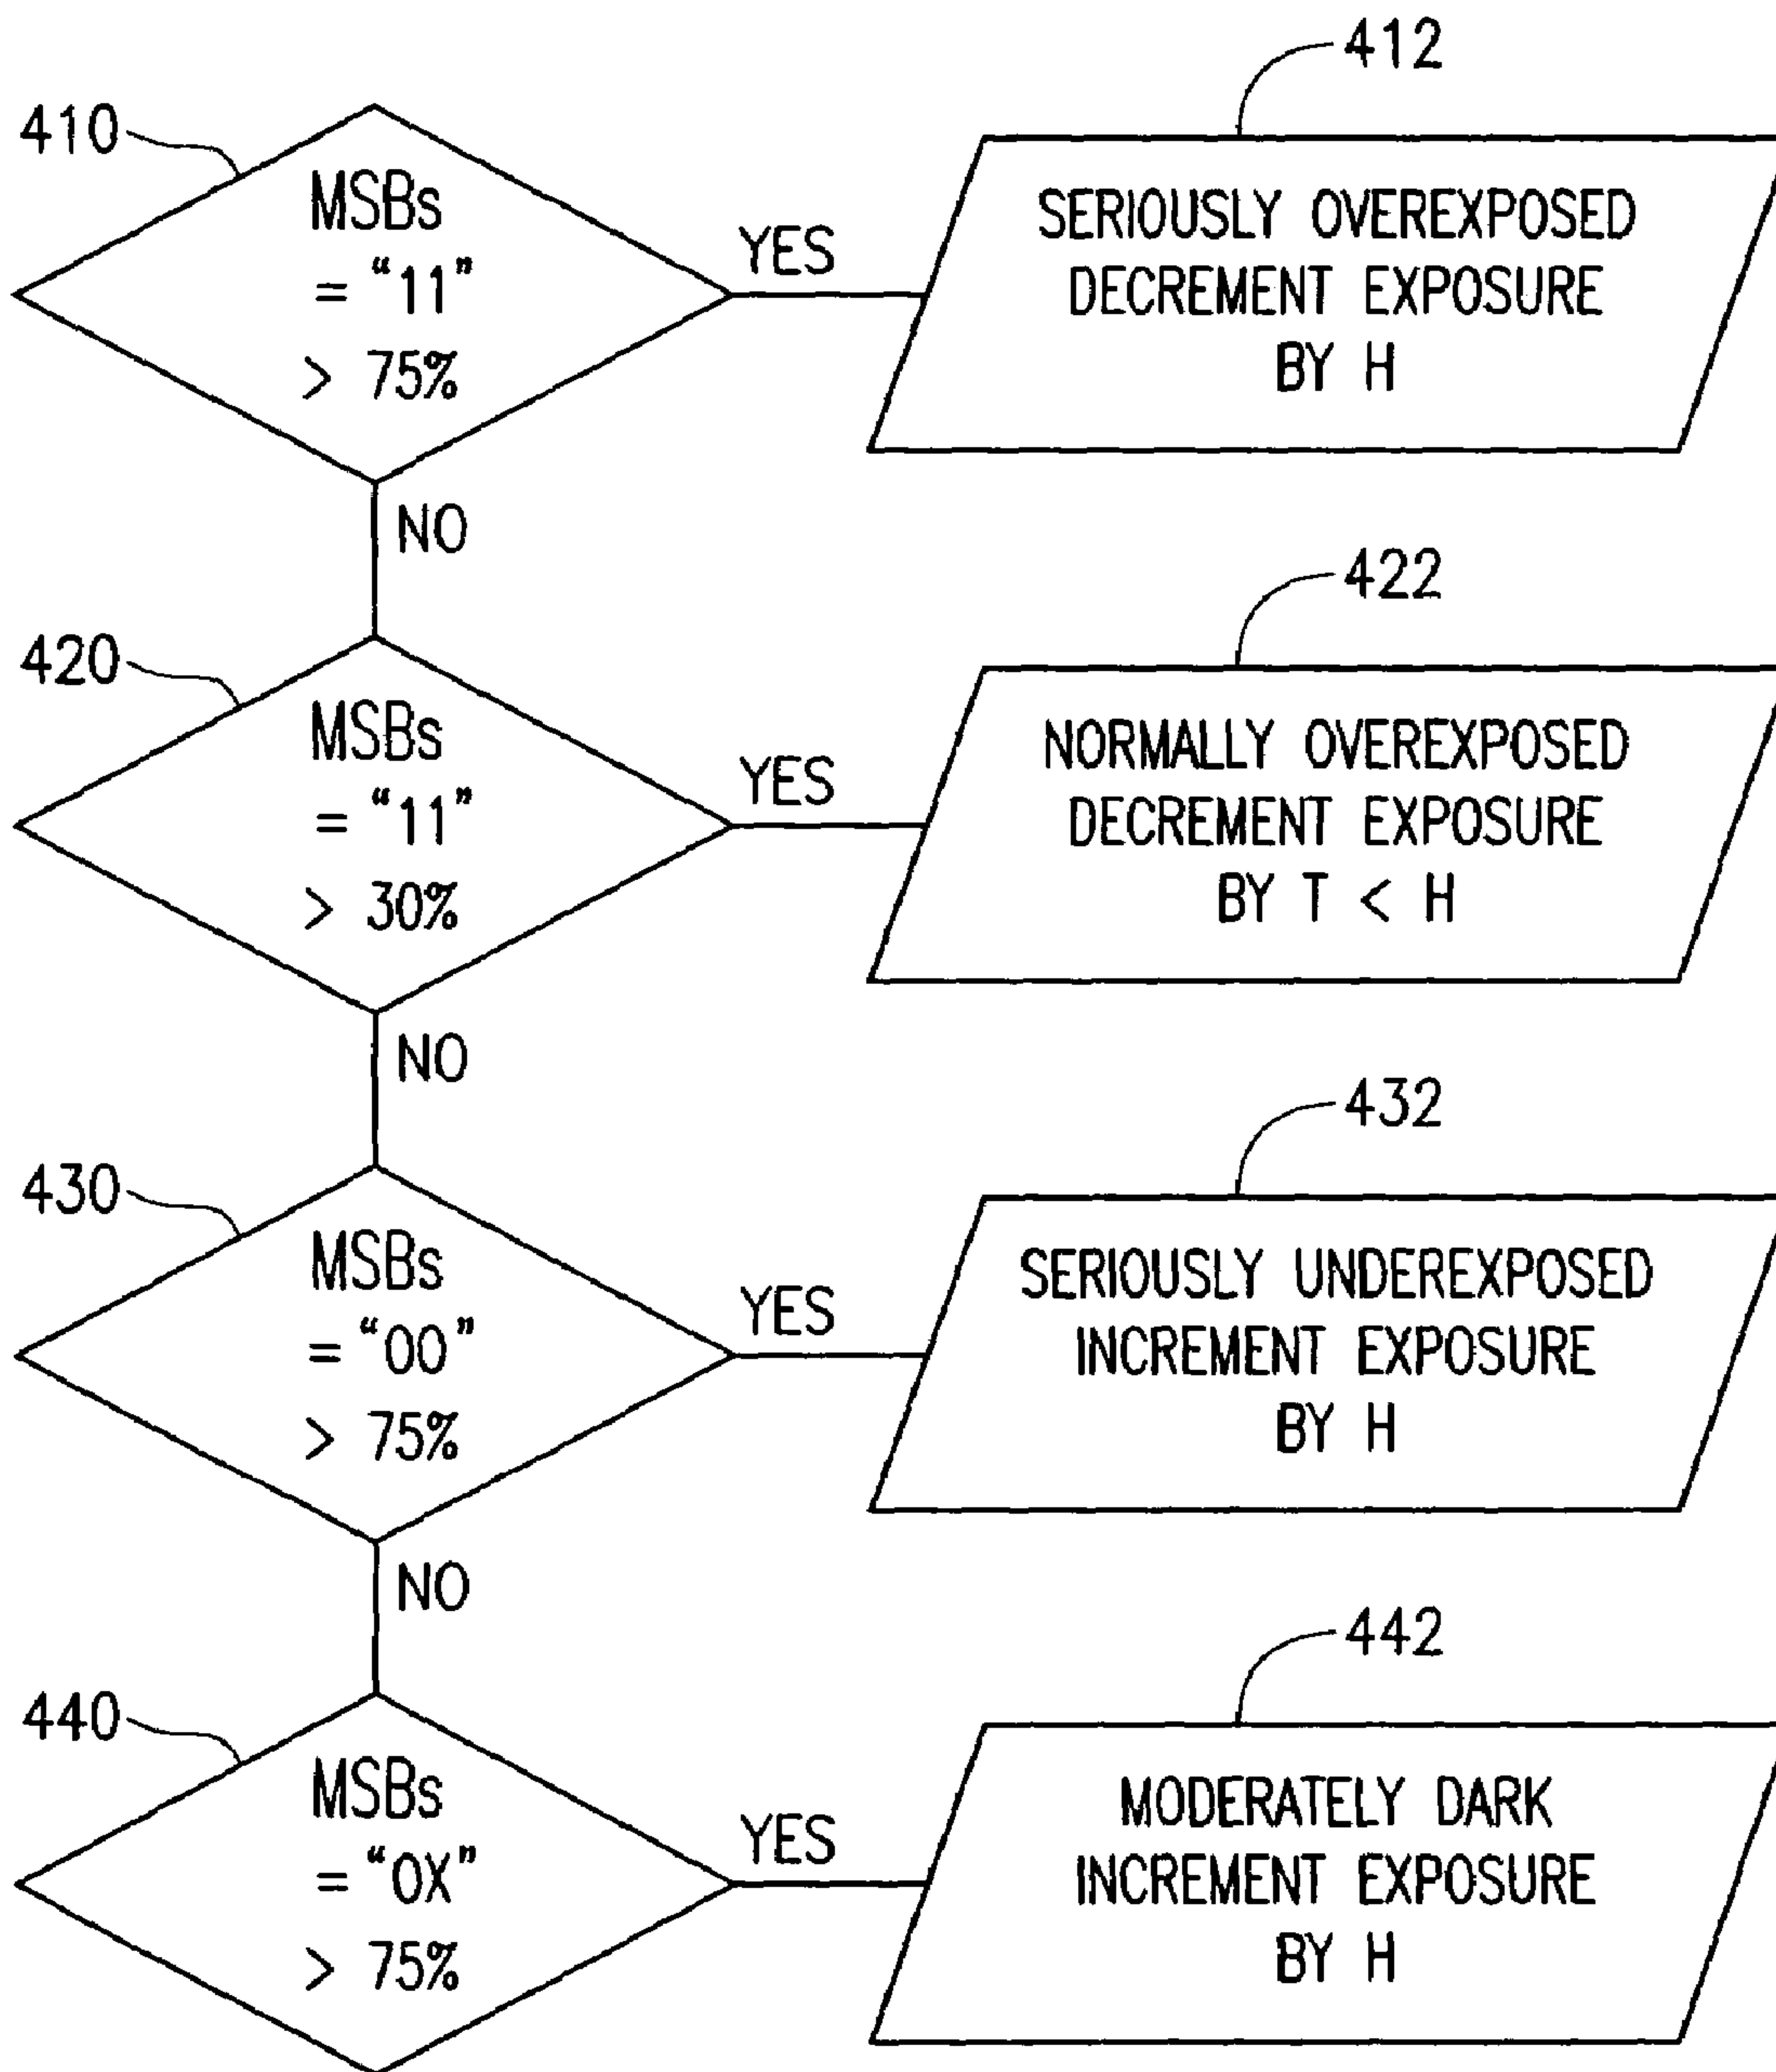 412
410
MSBs
= “11”
> 75%
YES
SERIOUSLY OVEREXPOSED
DECREMENT EXPOSURE
BY H
NO
422
420
MSBs
= “11”
> 30%
YES
NORMALLY OVEREXPOSED
DECREMENT EXPOSURE
BY T < H
NO
432
430
MSBs
= “00”
> 75%
YES
SERIOUSLY UNDEREXPOSED
INCREMENT EXPOSURE
BY H
NO
442
440
MSBs
= “0X”
> 75%
YES
MODERATELY DARK
INCREMENT EXPOSURE
BY H